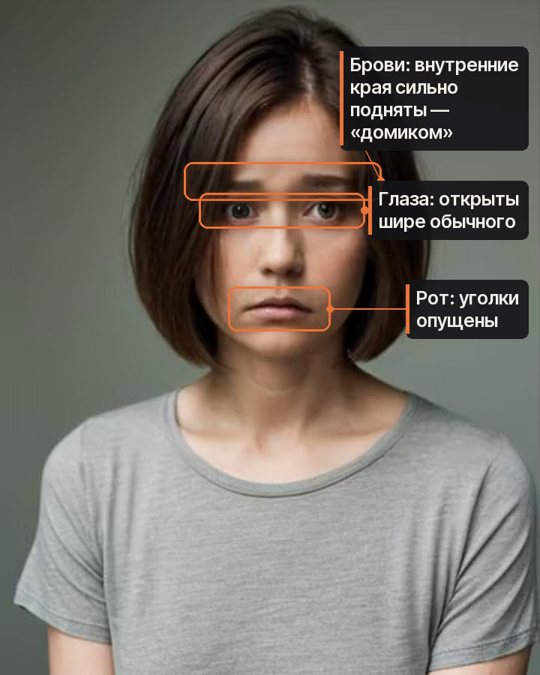 Брови: внутренние
края сильно
подняты —
«домиком»
Глаза: открыты
шире обычного
Рот: уголки
опущены